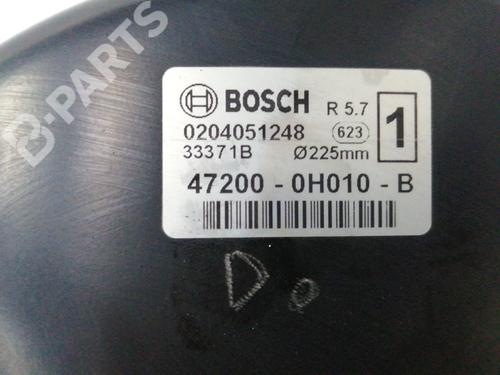 B-PARTS
BOSCH R 5.7
0204051248 623 1
33371B Ø225mm
47200 - 0H010 - B
D.